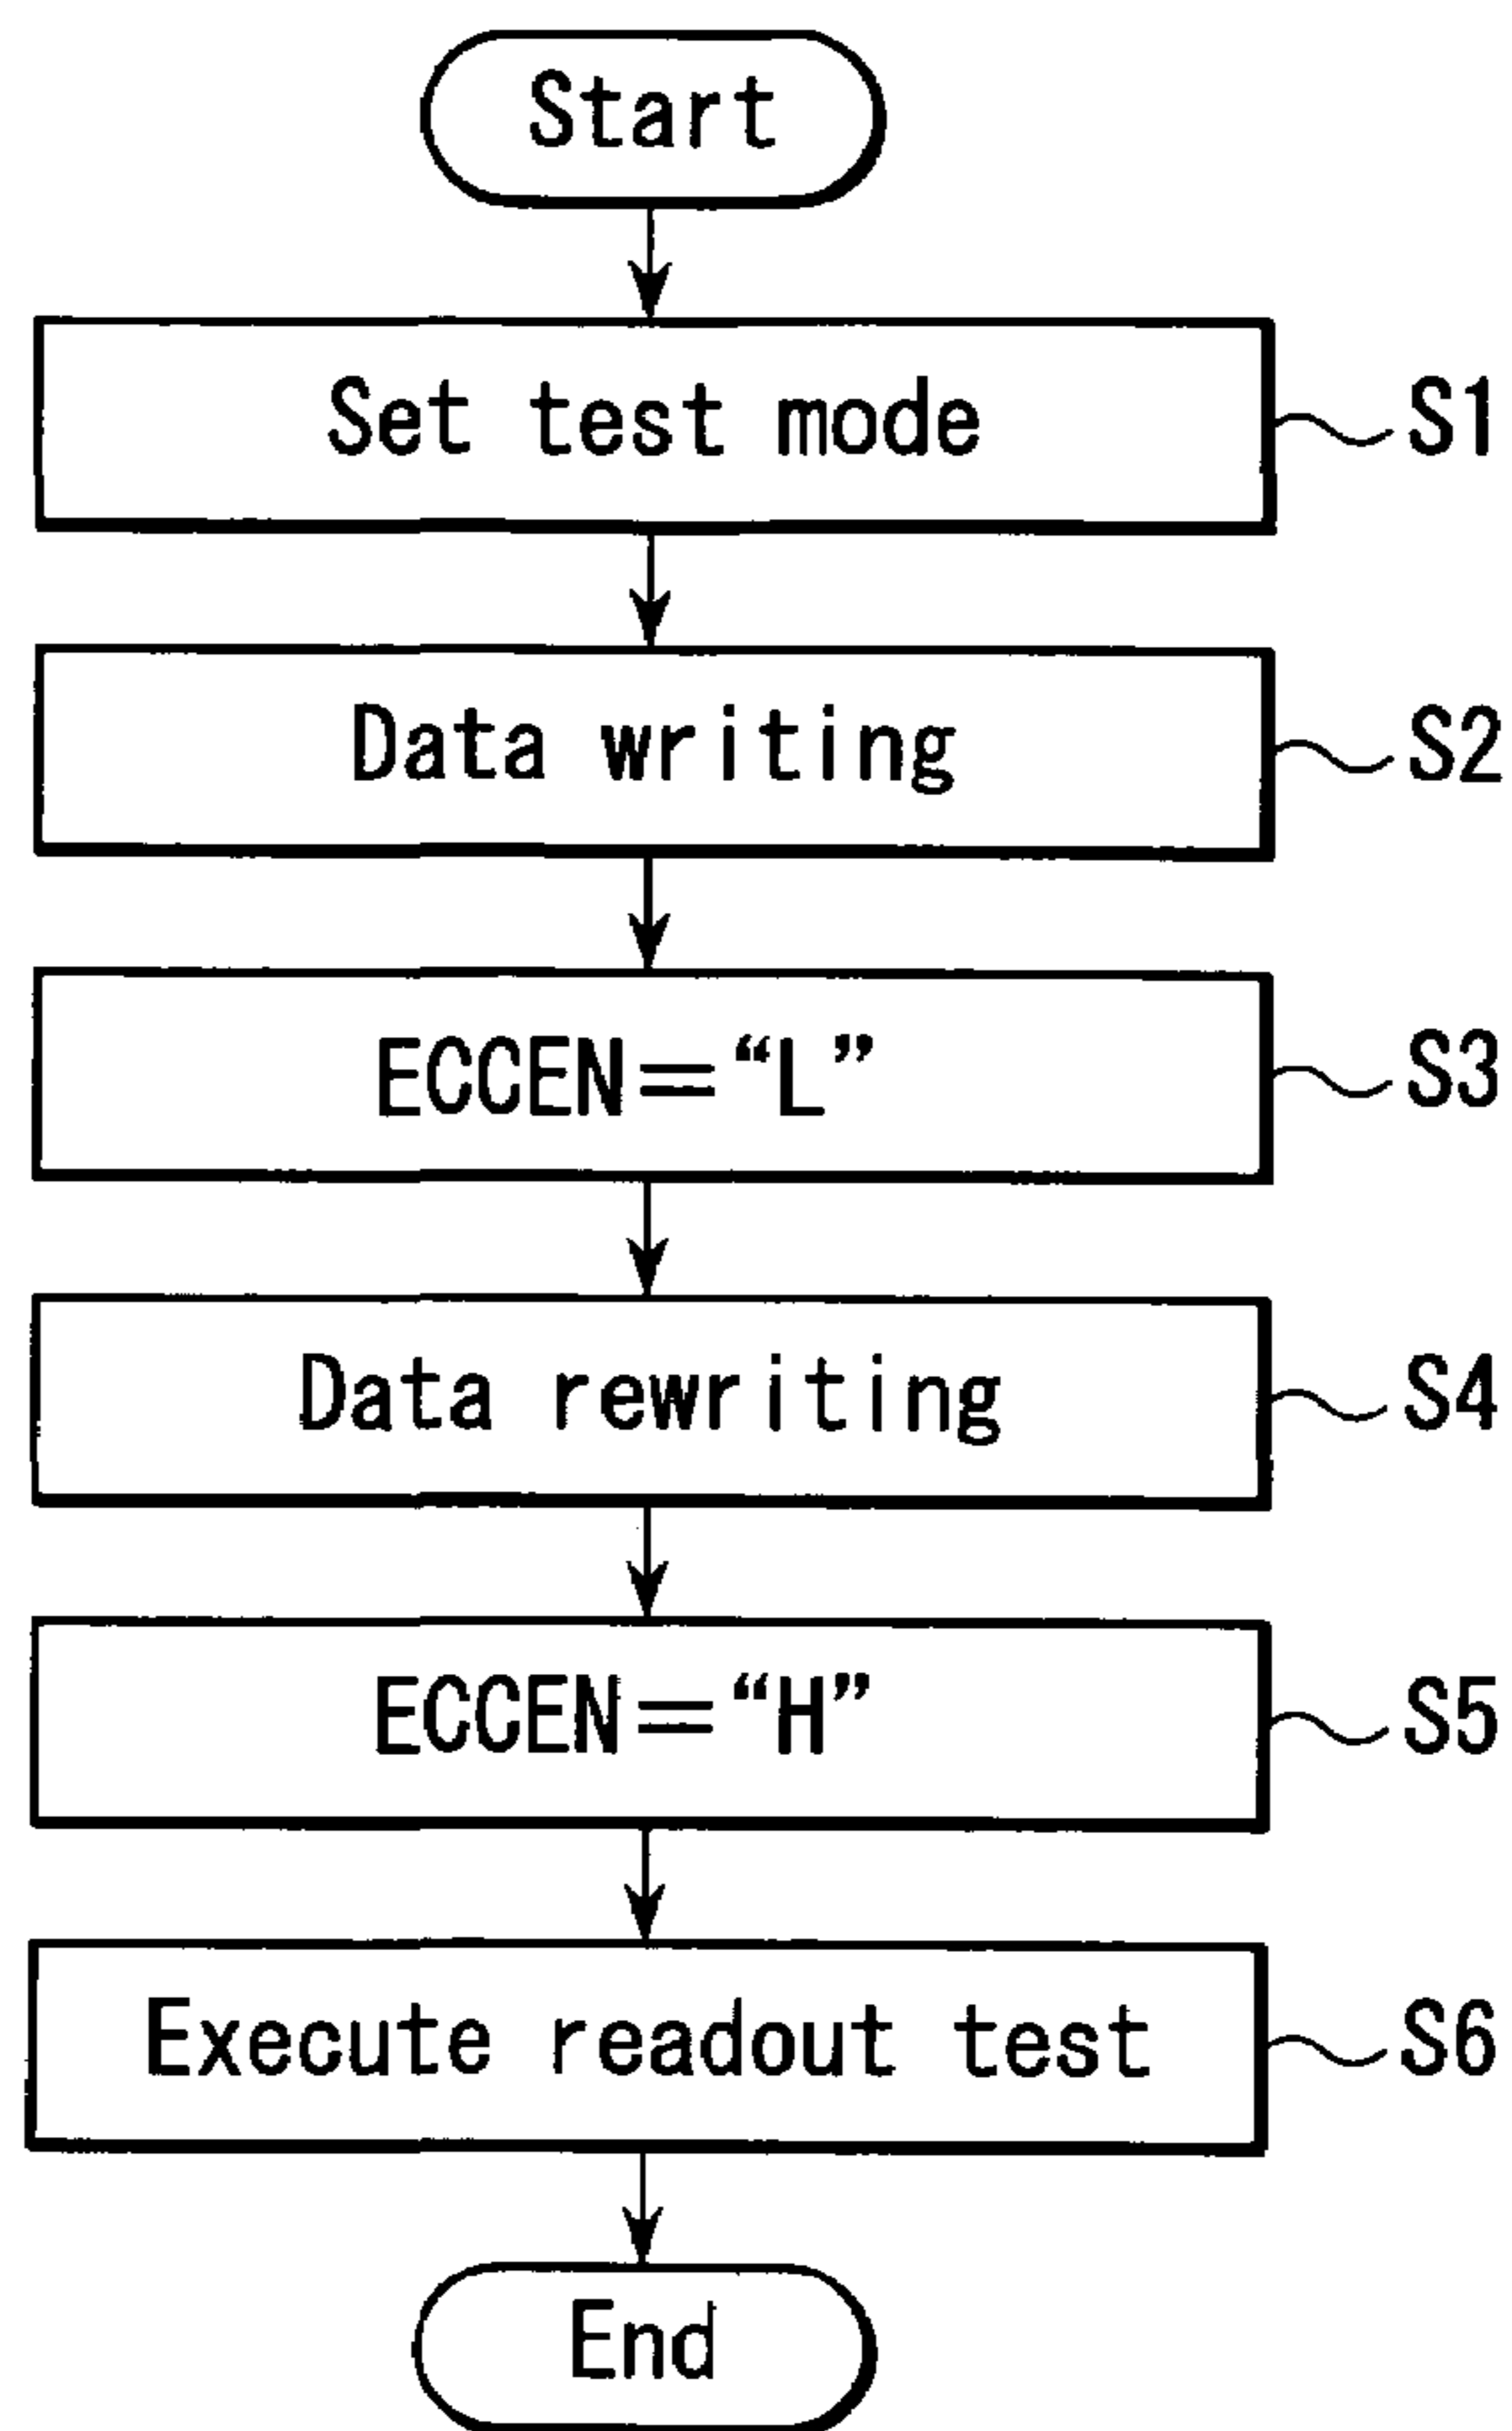 Start
Set test mode S1
Data writing S2
ECCEN=“L” S3
Data rewriting S4
ECCEN=“H” S5
Execute readout test S6
End